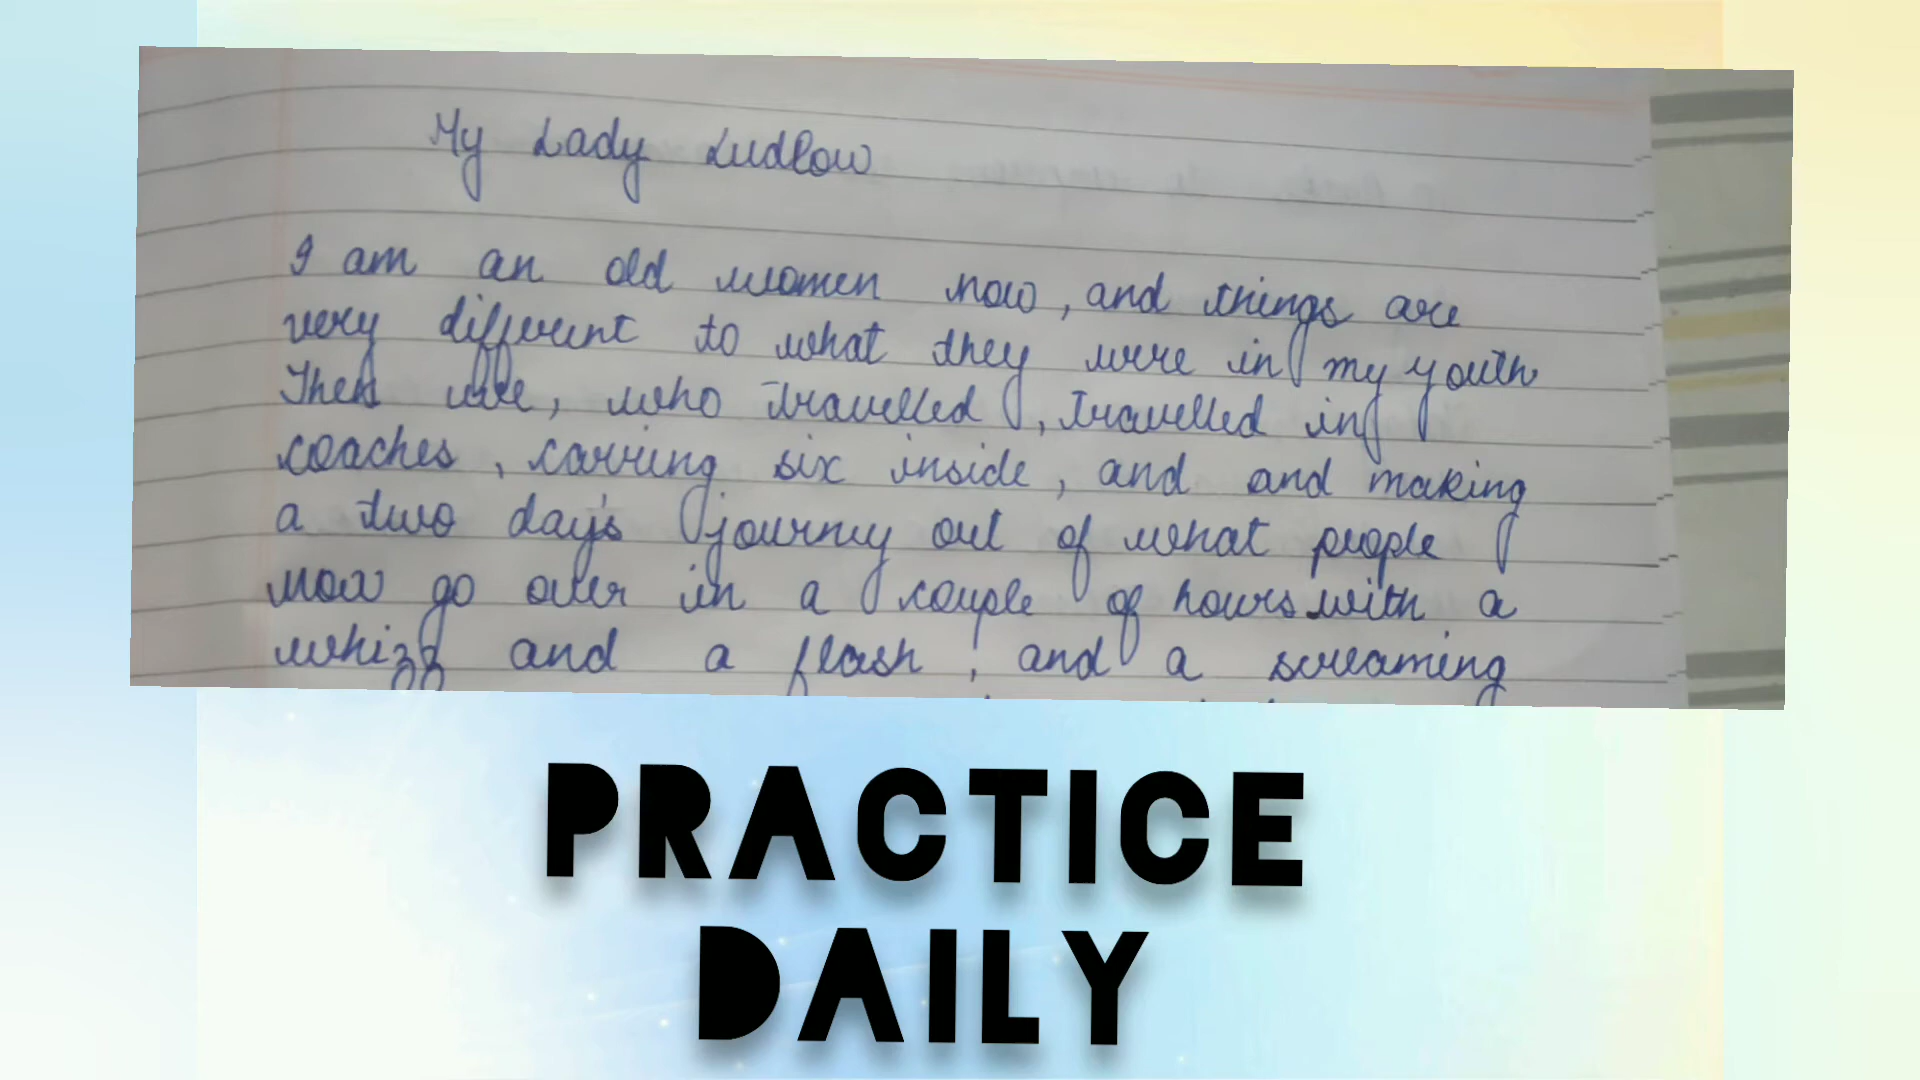 My Lady Ludlow
I am an old women now, and things are
very different to what they were in my youth
Then we, who travelled, travelled in
coaches, carring six inside, and and making
a two day's journy out of what people
now go over in a couple of hours with a
whizz and a flash, and a screaming
PRACTICE
DAILY